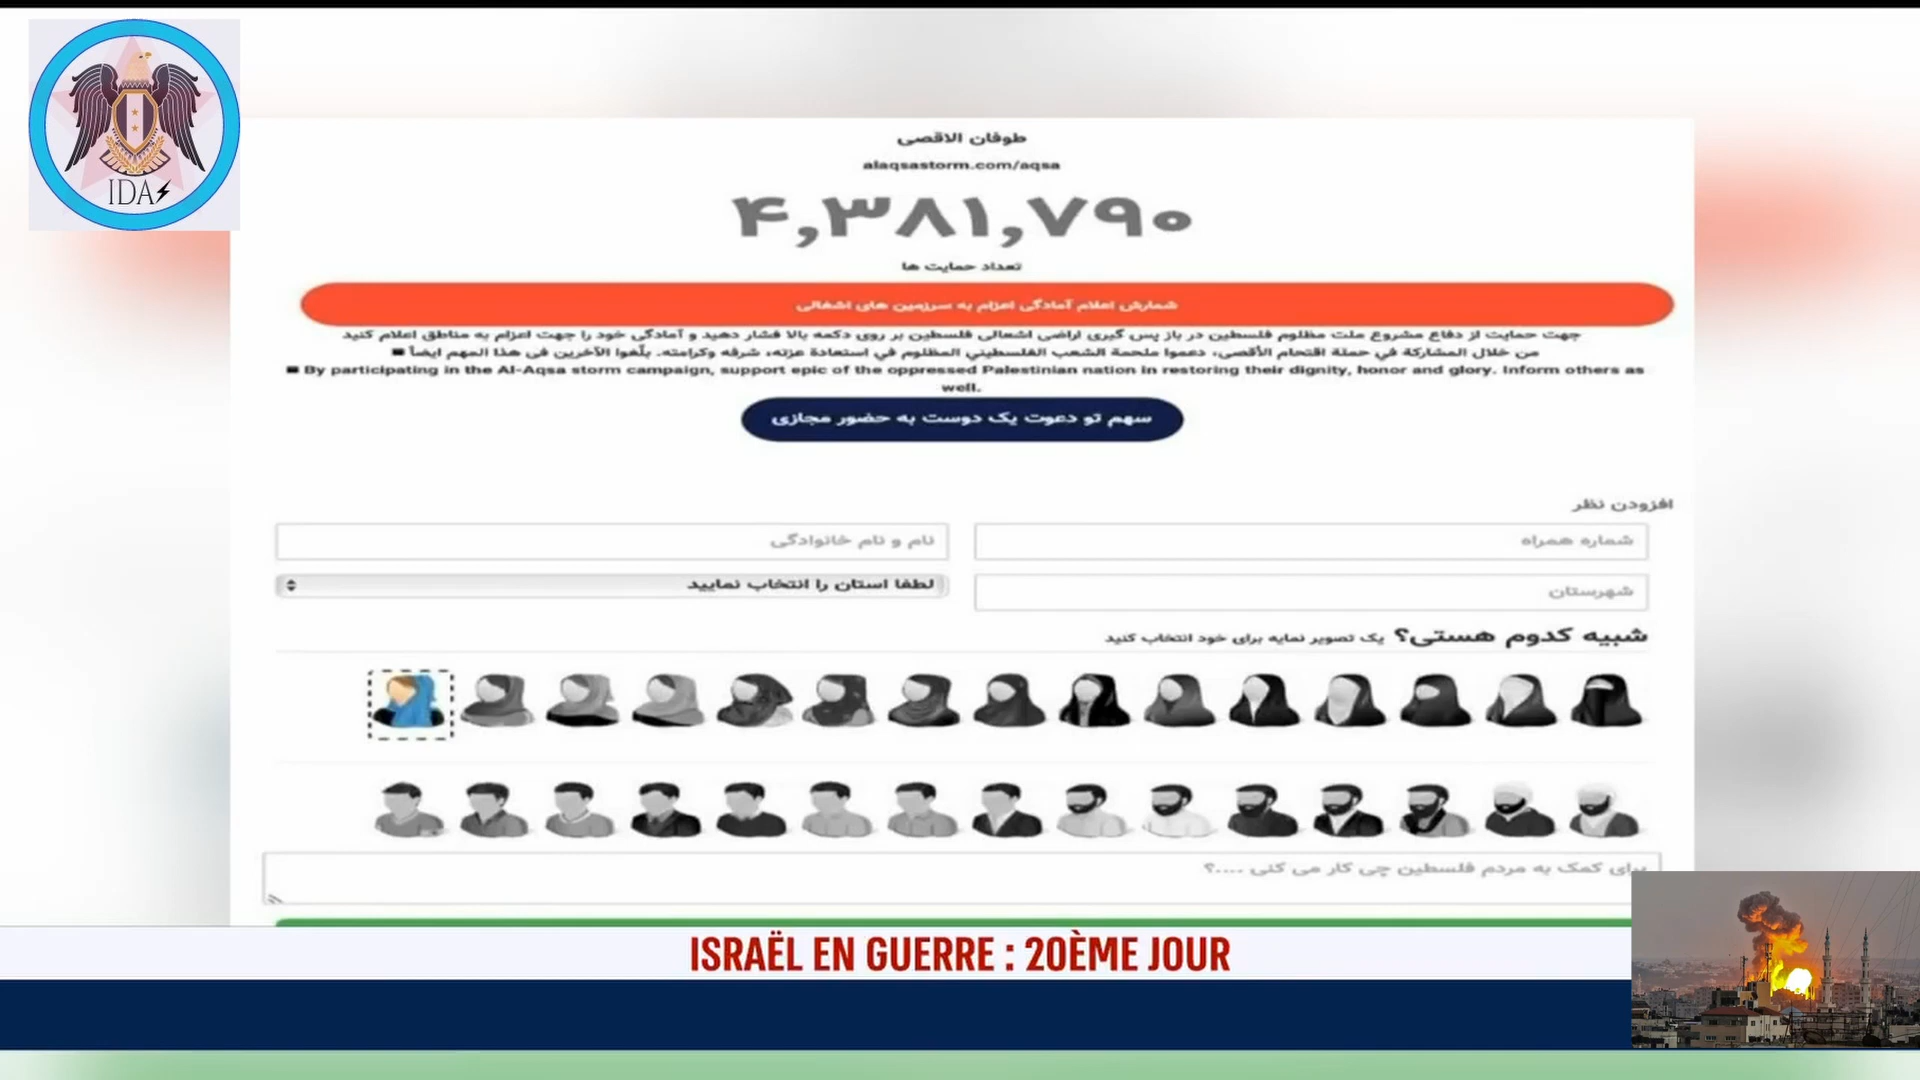 IDA
طوفان الاقصی
alaqsastorm.com/aqsa
۴,۳۸۱,۷۹۰
تعداد حمایت ها
شمارش اعلام آمادگی اعزام به سرزمین های اشغالی
جهت حمایت از دفاع مشروع ملت مظلوم فلسطین در باز پس گیری اراضی اشغالی فلسطین بر روی دکمه بالا فشار دهید و آمادگی خود را جهت اعزام به مناطق اعلام کنید
من خلال المشاركة في حملة اقتحام الأقصى، دعموا ملحمة الشعب الفلسطيني المظلوم في استعادة عزته، شرفه وكرامته. بلّغوا الآخرين في هذا المهم ايضاً
By participating in the Al-Aqsa storm campaign, support epic of the oppressed Palestinian nation in restoring their dignity, honor and glory. Inform others as
well.
سهم تو دعوت یک دوست به حضور مجازی
افزودن نظر
شماره همراه
نام و نام خانوادگی
شهرستان
لطفا استان را انتخاب نمایید
شبیه کدوم هستی؟ یک تصویر نمایه برای خود انتخاب کنید
برای کمک به مردم فلسطین چی کار می کنی ....؟
ISRAËL EN GUERRE : 20ÈME JOUR